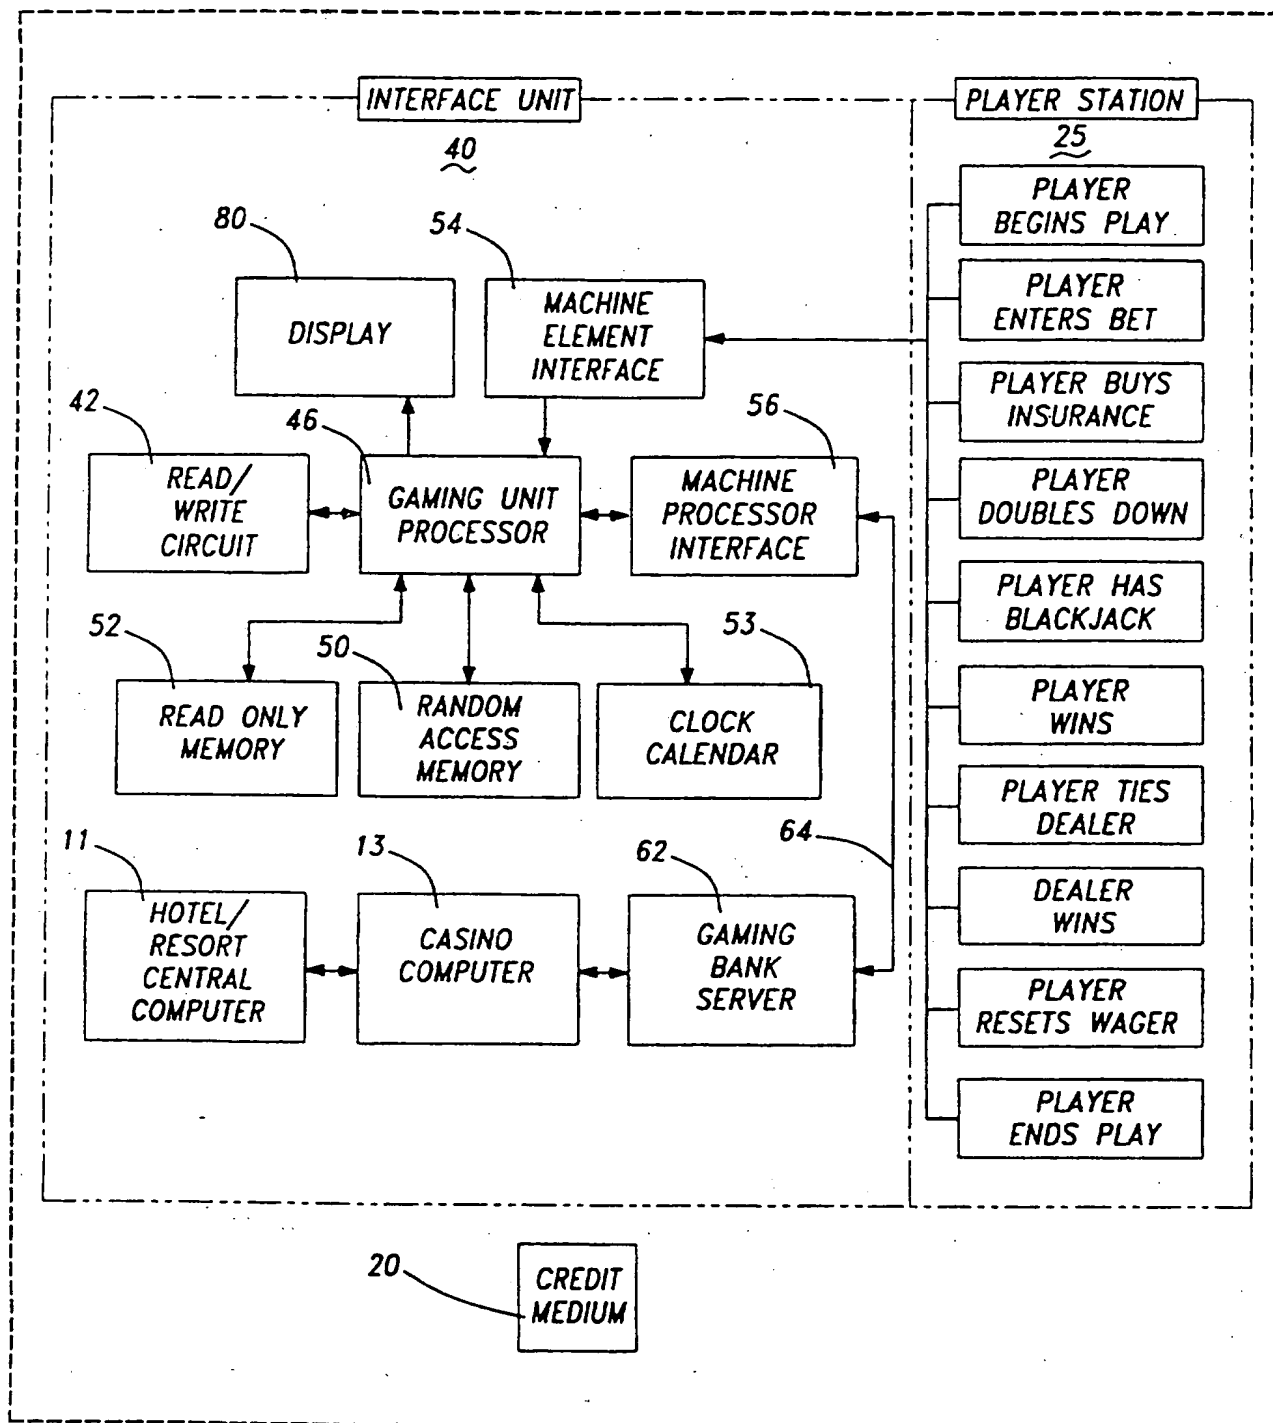 INTERFACE UNIT
40
PLAYER STATION
25
80
DISPLAY
54
MACHINE
ELEMENT
INTERFACE
42
READ/
WRITE
CIRCUIT
46
GAMING UNIT
PROCESSOR
56
MACHINE
PROCESSOR
INTERFACE
52
READ ONLY
MEMORY
50
RANDOM
ACCESS
MEMORY
53
CLOCK
CALENDAR
11
HOTEL/
RESORT
CENTRAL
COMPUTER
13
CASINO
COMPUTER
62
GAMING
BANK
SERVER
64
PLAYER
BEGINS PLAY
PLAYER
ENTERS BET
PLAYER BUYS
INSURANCE
PLAYER
DOUBLES DOWN
PLAYER HAS
BLACKJACK
PLAYER
WINS
PLAYER TIES
DEALER
DEALER
WINS
PLAYER
RESETS WAGER
PLAYER
ENDS PLAY
20
CREDIT
MEDIUM